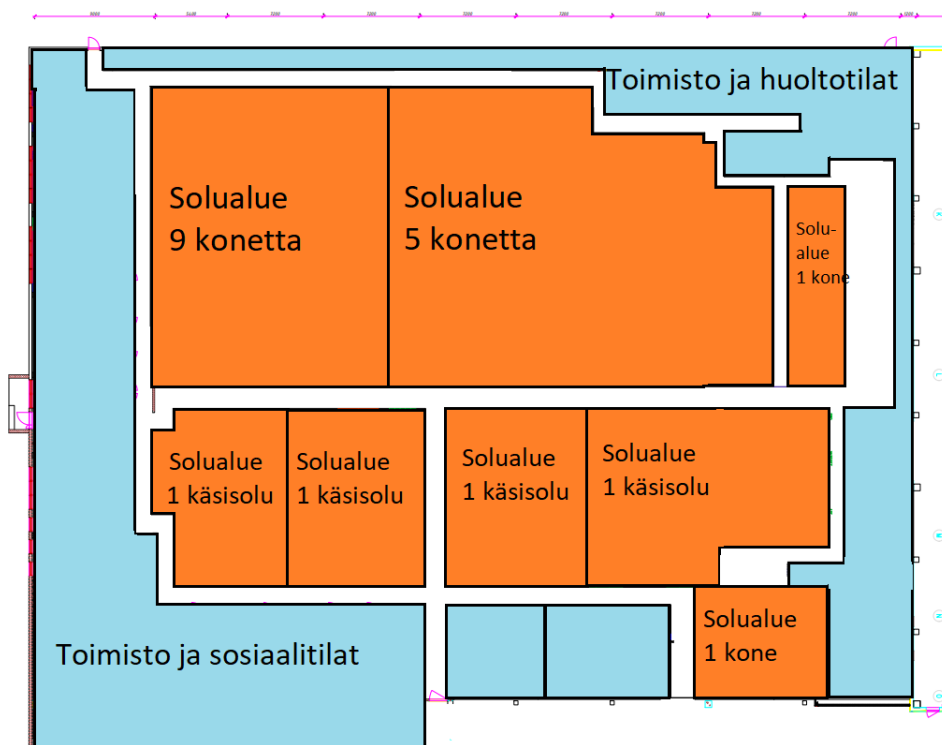 Toimisto ja huoltotilat
Solualue
9 konetta
Solualue
5 konetta
Solu-
alue
1 kone
Solualue
1 käsisolu
Solualue
1 käsisolu
Solualue
1 käsisolu
Solualue
1 käsisolu
Solualue
1 kone
Toimisto ja sosiaalitilat